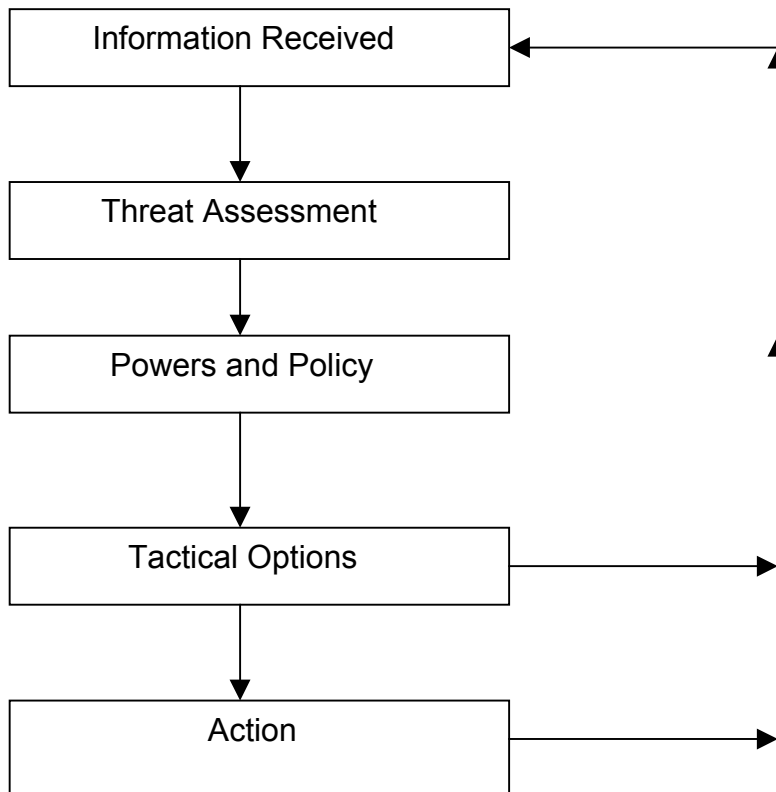 Information Received
Threat Assessment
Powers and Policy
Tactical Options
Action